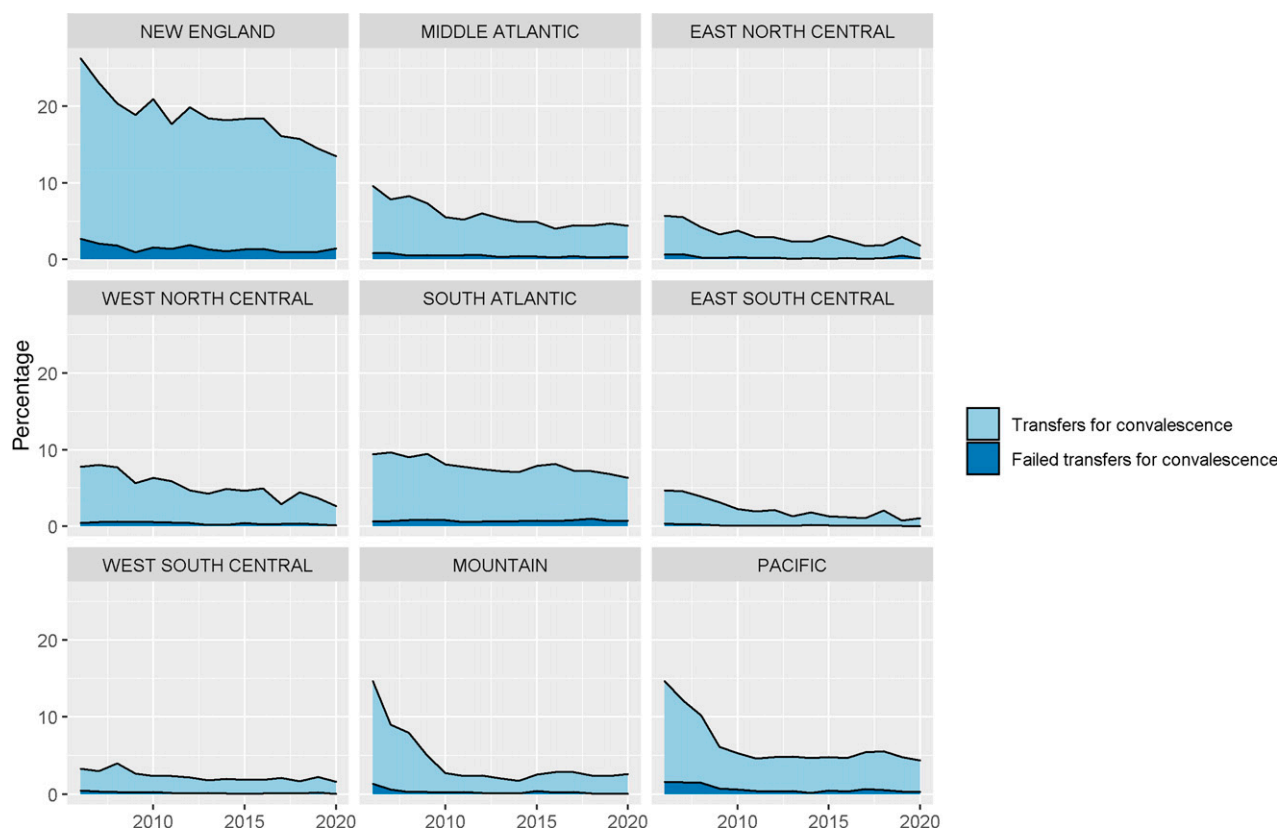 NEW ENGLAND
MIDDLE ATLANTIC
EAST NORTH CENTRAL
20
10
0
WEST NORTH CENTRAL
SOUTH ATLANTIC
EAST SOUTH CENTRAL
20
10
0
Percentage
Transfers for convalescence
Failed transfers for convalescence
WEST SOUTH CENTRAL
MOUNTAIN
PACIFIC
20
10
0
2010 2015 2020
2010 2015 2020
2010 2015 2020